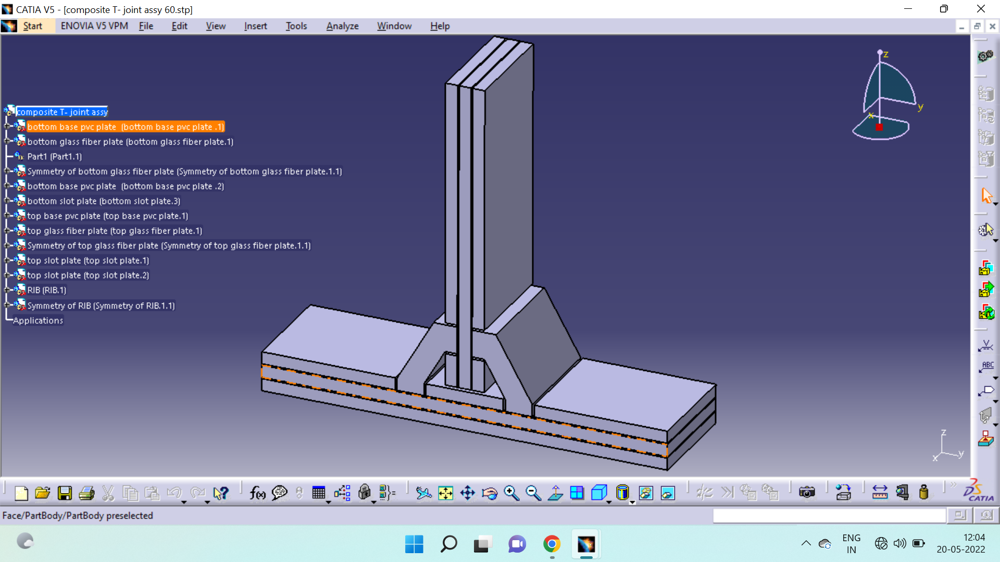 CATIA V5 - [composite T- joint assy 60.stp]
Start ENOVIA V5 VPM File Edit View Insert Tools Analyze Window Help
z
y
x
composite T- joint assy
bottom base pvc plate (bottom base pvc plate .1)
bottom glass fiber plate (bottom glass fiber plate.1)
Part1 (Part1.1)
Symmetry of bottom glass fiber plate (Symmetry of bottom glass fiber plate.1.1)
bottom base pvc plate (bottom base pvc plate .2)
bottom slot plate (bottom slot plate.3)
top base pvc plate (top base pvc plate.1)
top glass fiber plate (top glass fiber plate.1)
Symmetry of top glass fiber plate (Symmetry of top glass fiber plate.1.1)
top slot plate (top slot plate.1)
top slot plate (top slot plate.2)
RIB (RIB.1)
Symmetry of RIB (Symmetry of RIB.1.1)
Applications
ABC
z
y
x
f(x)
DS CATIA
Face/PartBody/PartBody preselected
ENG
IN
12:04
20-05-2022